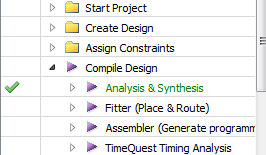 Start Project
Create Design
Assign Constraints
Compile Design
Analysis & Synthesis
Fitter (Place & Route)
Assembler (Generate programm
TimeQuest Timing Analysis